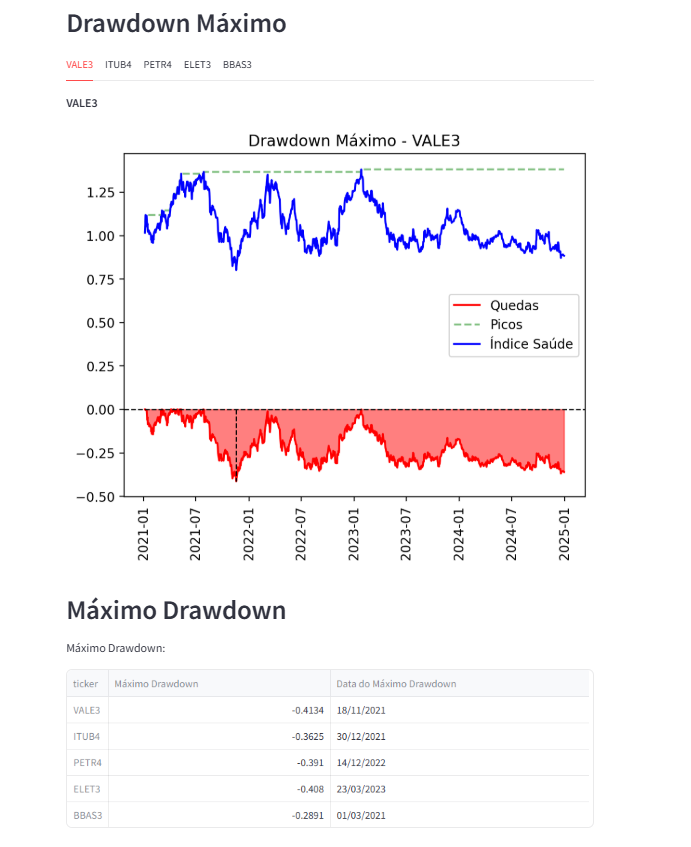 Drawdown Máximo
VALE3 ITUB4 PETR4 ELET3 BBAS3
VALE3
Drawdown Máximo - VALE3
1.25
1.00
0.75
0.50
0.25
0.00
−0.25
−0.50
Quedas
Picos
Índice Saúde
2021-01 2021-07 2022-01 2022-07 2023-01 2023-07 2024-01 2024-07 2025-01
Máximo Drawdown
Máximo Drawdown:
ticker Máximo Drawdown Data do Máximo Drawdown
VALE3 -0.4134 18/11/2021
ITUB4 -0.3625 30/12/2021
PETR4 -0.391 14/12/2022
ELET3 -0.408 23/03/2023
BBAS3 -0.2891 01/03/2021